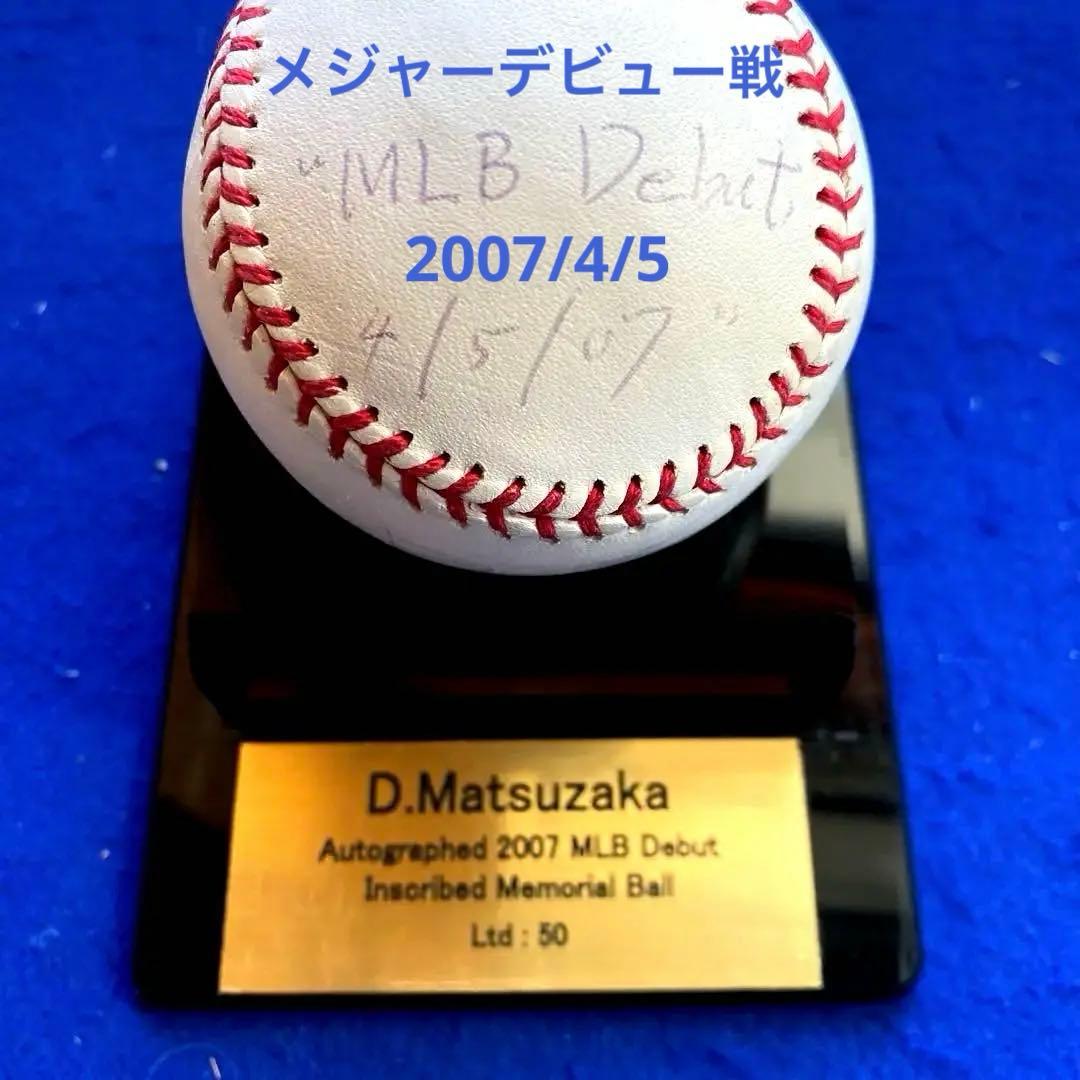 メジャーデビュー戦
"MLB Debut,
2007/4/5
4/5/07"
D.Matsuzaka
Autographed 2007 MLB Debut
Inscribed Memorial Ball
Ltd : 50